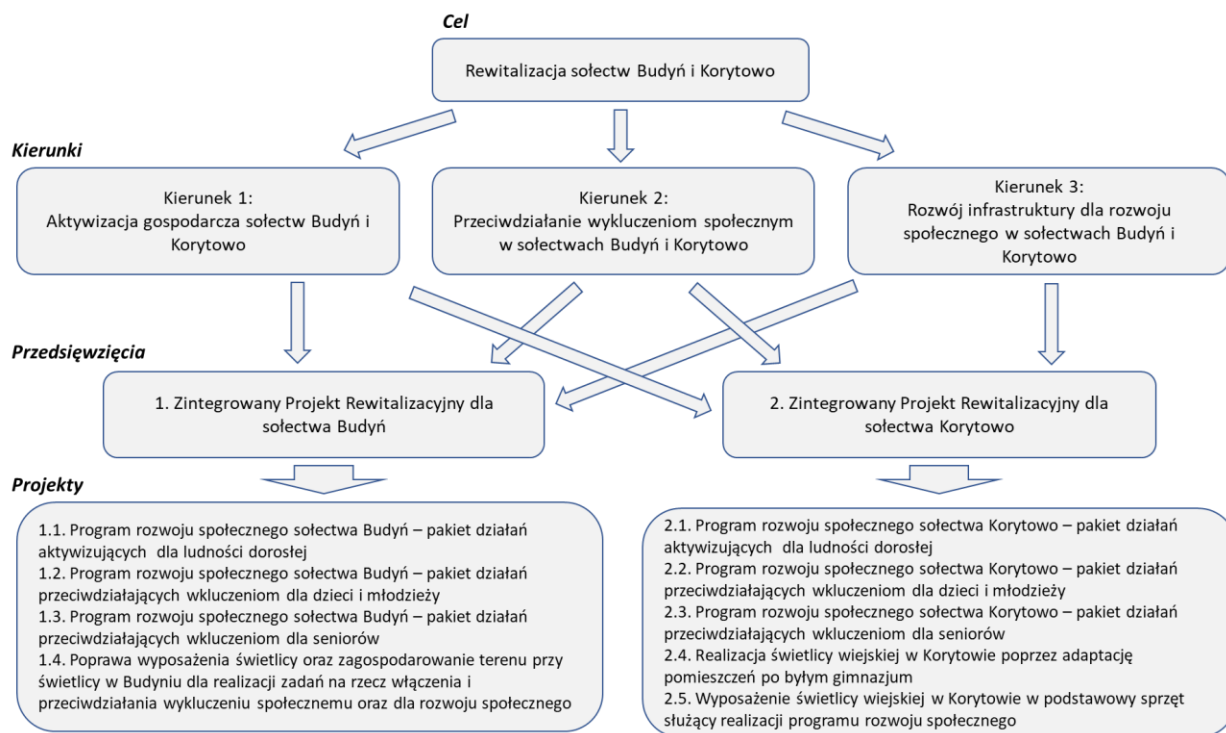 Cel
Rewitalizacja sołectw Budyń i Korytowo
Kierunki
Kierunek 1:
Aktywizacja gospodarcza sołectw Budyń i
Korytowo
Kierunek 2:
Przeciwdziałanie wykluczeniom społecznym
w sołectwach Budyń i Korytowo
Kierunek 3:
Rozwój infrastruktury dla rozwoju
społecznego w sołectwach Budyń i
Korytowo
Przedsięwzięcia
1. Zintegrowany Projekt Rewitalizacyjny dla
sołectwa Budyń
2. Zintegrowany Projekt Rewitalizacyjny dla
sołectwa Korytowo
Projekty
1.1. Program rozwoju społecznego sołectwa Budyń – pakiet działań
aktywizujących dla ludności dorosłej
1.2. Program rozwoju społecznego sołectwa Budyń – pakiet działań
przeciwdziałających wkluczeniom dla dzieci i młodzieży
1.3. Program rozwoju społecznego sołectwa Budyń – pakiet działań
przeciwdziałających wkluczeniom dla seniorów
1.4. Poprawa wyposażenia świetlicy oraz zagospodarowanie terenu przy
świetlicy w Budyniu dla realizacji zadań na rzecz włączenia i
przeciwdziałania wykluczeniu społecznemu oraz dla rozwoju społecznego
2.1. Program rozwoju społecznego sołectwa Korytowo – pakiet działań
aktywizujących dla ludności dorosłej
2.2. Program rozwoju społecznego sołectwa Korytowo – pakiet działań
przeciwdziałających wkluczeniom dla dzieci i młodzieży
2.3. Program rozwoju społecznego sołectwa Korytowo – pakiet działań
przeciwdziałających wkluczeniom dla seniorów
2.4. Realizacja świetlicy wiejskiej w Korytowie poprzez adaptację
pomieszczeń po byłym gimnazjum
2.5. Wyposażenie świetlicy wiejskiej w Korytowie w podstawowy sprzęt
służący realizacji programu rozwoju społecznego